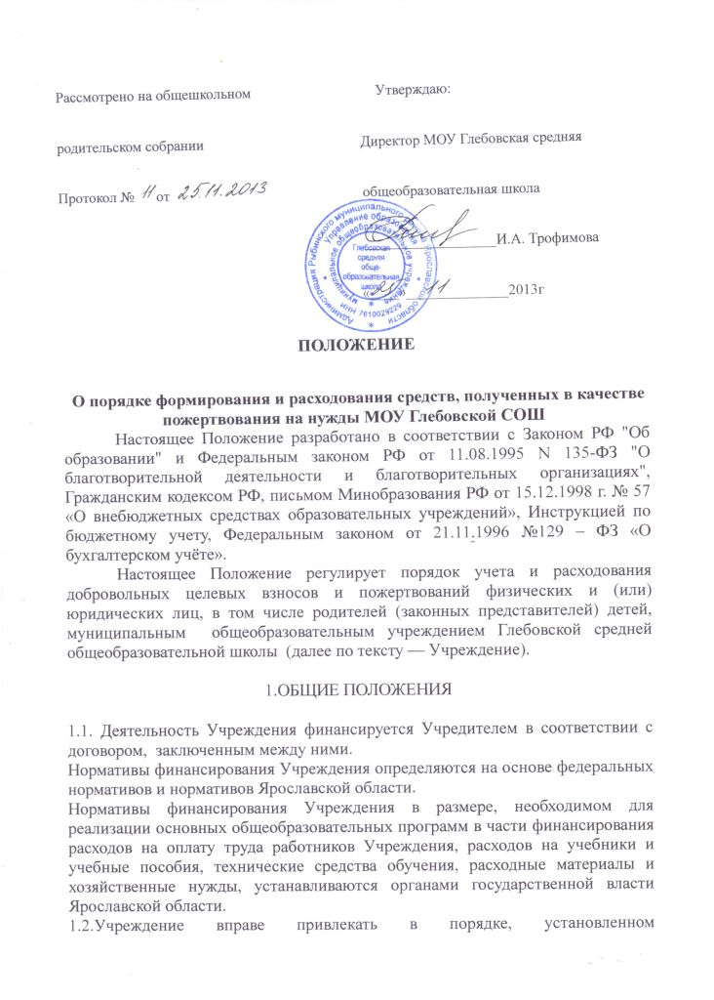 Рассмотрено на общешкольном
Утверждаю:
родительском собрании
Директор МОУ Глебовская средняя
Протокол № 11 от 25.11.2013
общеобразовательная школа
И.А. Трофимова
Администрация Рыбинского муниципального Ярославской области
Управление образования
муниципальное общеобразовательное учреждение
Глебовская
средняя
обще-
образовательная
школа
ИНН 7610029229
« 11 2013г
ПОЛОЖЕНИЕ
О порядке формирования и расходования средств, полученных в качестве
пожертвования на нужды МОУ Глебовской СОШ
Настоящее Положение разработано в соответствии с Законом РФ "Об
образовании" и Федеральным законом РФ от 11.08.1995 N 135-ФЗ "О
благотворительной деятельности и благотворительных организациях",
Гражданским кодексом РФ, письмом Минобразования РФ от 15.12.1998 г. № 57
«О внебюджетных средствах образовательных учреждений», Инструкцией по
бюджетному учету, Федеральным законом от 21.11.1996 №129 – ФЗ «О
бухгалтерском учёте».
Настоящее Положение регулирует порядок учета и расходования
добровольных целевых взносов и пожертвований физических и (или)
юридических лиц, в том числе родителей (законных представителей) детей,
муниципальным общеобразовательным учреждением Глебовской средней
общеобразовательной школы (далее по тексту — Учреждение).
1.ОБЩИЕ ПОЛОЖЕНИЯ
1.1. Деятельность Учреждения финансируется Учредителем в соответствии с
договором, заключенным между ними.
Нормативы финансирования Учреждения определяются на основе федеральных
нормативов и нормативов Ярославской области.
Нормативы финансирования Учреждения в размере, необходимом для
реализации основных общеобразовательных программ в части финансирования
расходов на оплату труда работников Учреждения, расходов на учебники и
учебные пособия, технические средства обучения, расходные материалы и
хозяйственные нужды, устанавливаются органами государственной власти
Ярославской области.
1.2.Учреждение вправе привлекать в порядке, установленном